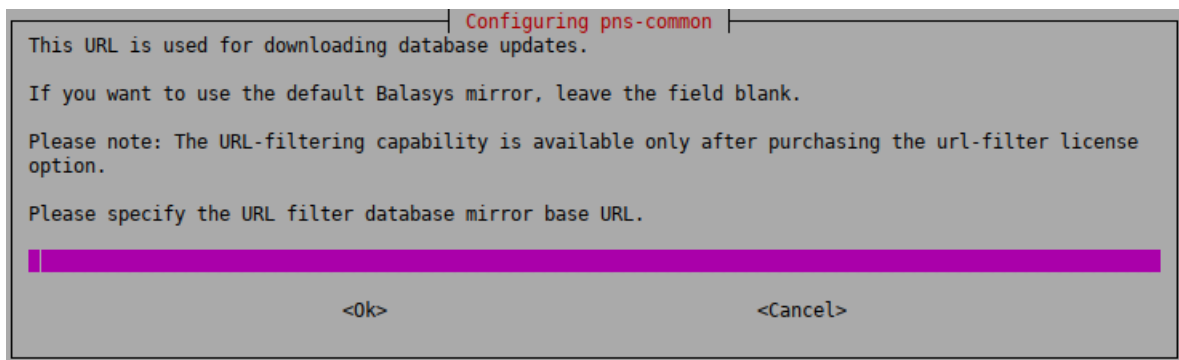 Configuring pns-common
This URL is used for downloading database updates.
If you want to use the default Balasys mirror, leave the field blank.
Please note: The URL-filtering capability is available only after purchasing the url-filter license
option.
Please specify the URL filter database mirror base URL.
<Ok> <Cancel>